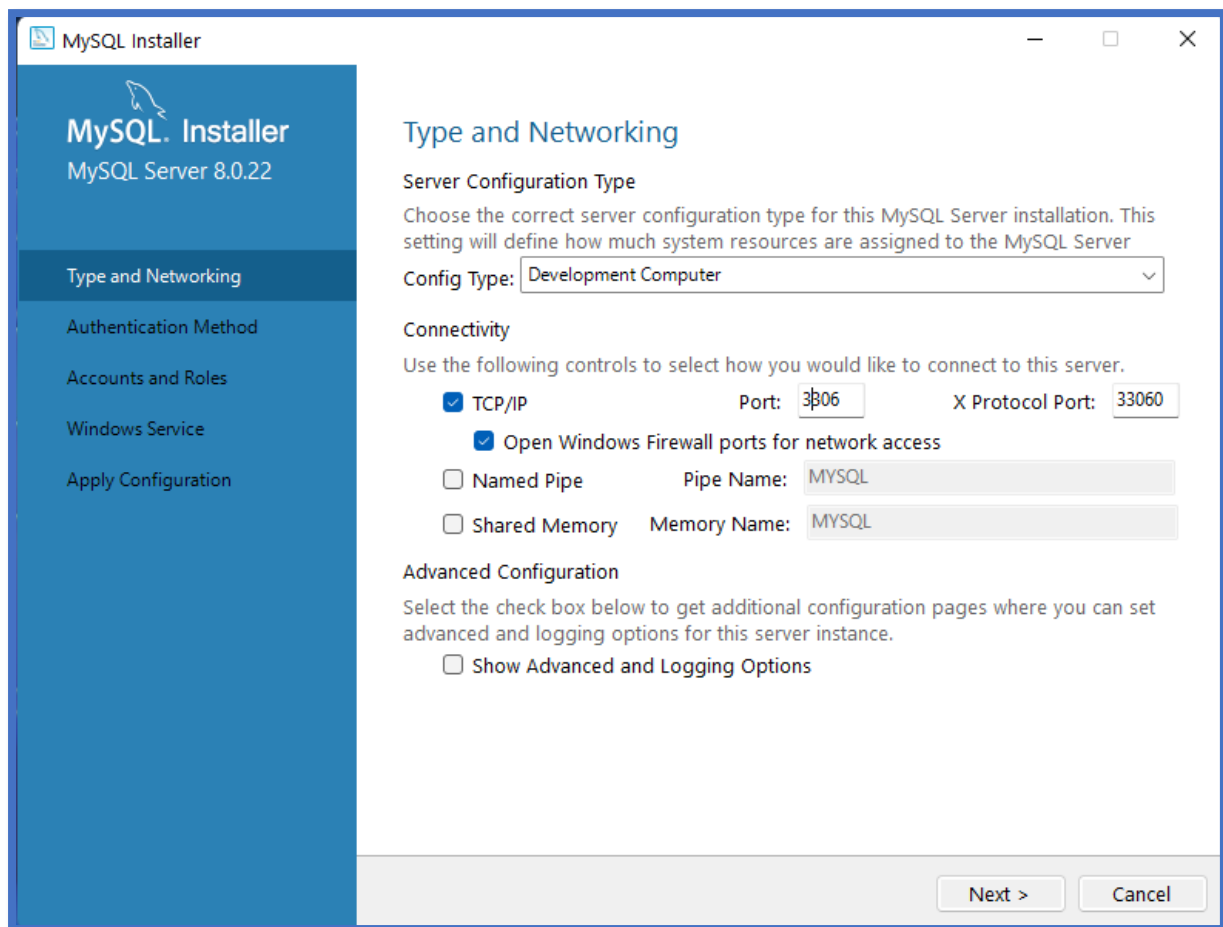 MySQL Installer
MySQL. Installer
MySQL Server 8.0.22
Type and Networking
Authentication Method
Accounts and Roles
Windows Service
Apply Configuration
Type and Networking
Server Configuration Type
Choose the correct server configuration type for this MySQL Server installation. This
setting will define how much system resources are assigned to the MySQL Server
Config Type: Development Computer
Connectivity
Use the following controls to select how you would like to connect to this server.
TCP/IP Port: 3306 X Protocol Port: 33060
Open Windows Firewall ports for network access
Named Pipe Pipe Name: MYSQL
Shared Memory Memory Name: MYSQL
Advanced Configuration
Select the check box below to get additional configuration pages where you can set
advanced and logging options for this server instance.
Show Advanced and Logging Options
Next > Cancel